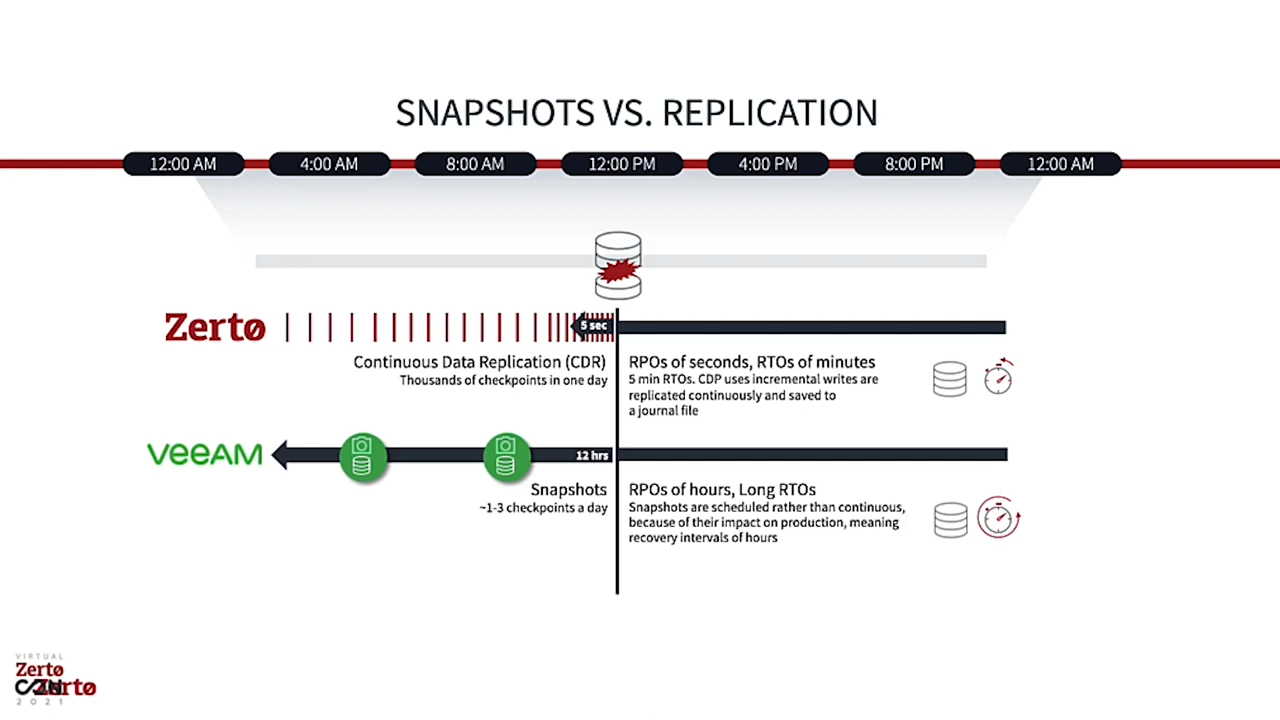 SNAPSHOTS VS. REPLICATION
12:00 AM 4:00 AM 8:00 AM 12:00 PM 4:00 PM 8:00 PM 12:00 AM
Zertø
5 sec
Continuous Data Replication (CDR)
Thousands of checkpoints in one day
RPOs of seconds, RTOs of minutes
5 min RTOs. CDP uses incremental writes are
replicated continuously and saved to
a journal file
veeAM
12 hrs
Snapshots
~1-3 checkpoints a day
RPOs of hours, Long RTOs
Snapshots are scheduled rather than continuous,
because of their impact on production, meaning
recovery intervals of hours
VIRTUAL
Zertø
CON
Zertø
2021